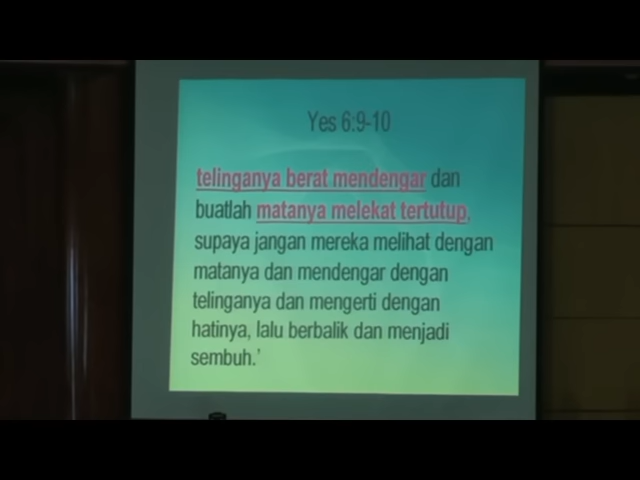 Yes 6:9-10
telinganya berat mendengar dan
buatlah matanya melekat tertutup,
supaya jangan mereka melihat dengan
matanya dan mendengar dengan
telinganya dan mengerti dengan
hatinya, lalu berbalik dan menjadi
sembuh.'